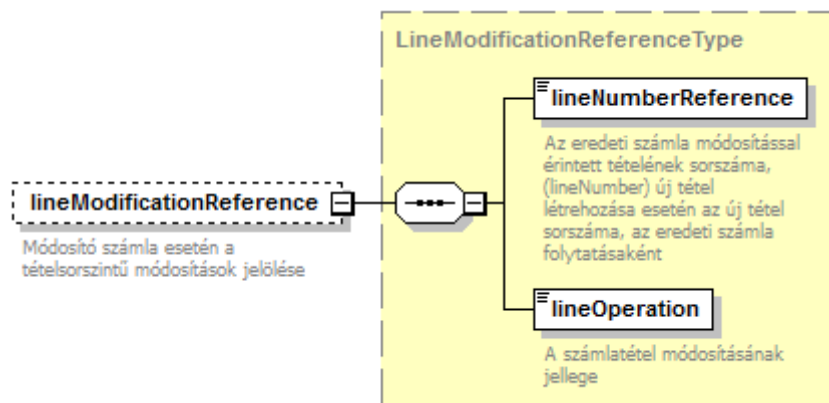 LineModificationReferenceType
lineNumberReference
Az eredeti számla módosítással
érintett tételének sorszáma,
(lineNumber) új tétel
létrehozása esetén az új tétel
sorszáma, az eredeti számla
folytatásaként
lineModificationReference
Módosító számla esetén a
tételsorszintű módosítások jelölése
lineOperation
A számlatétel módosításának
jellege